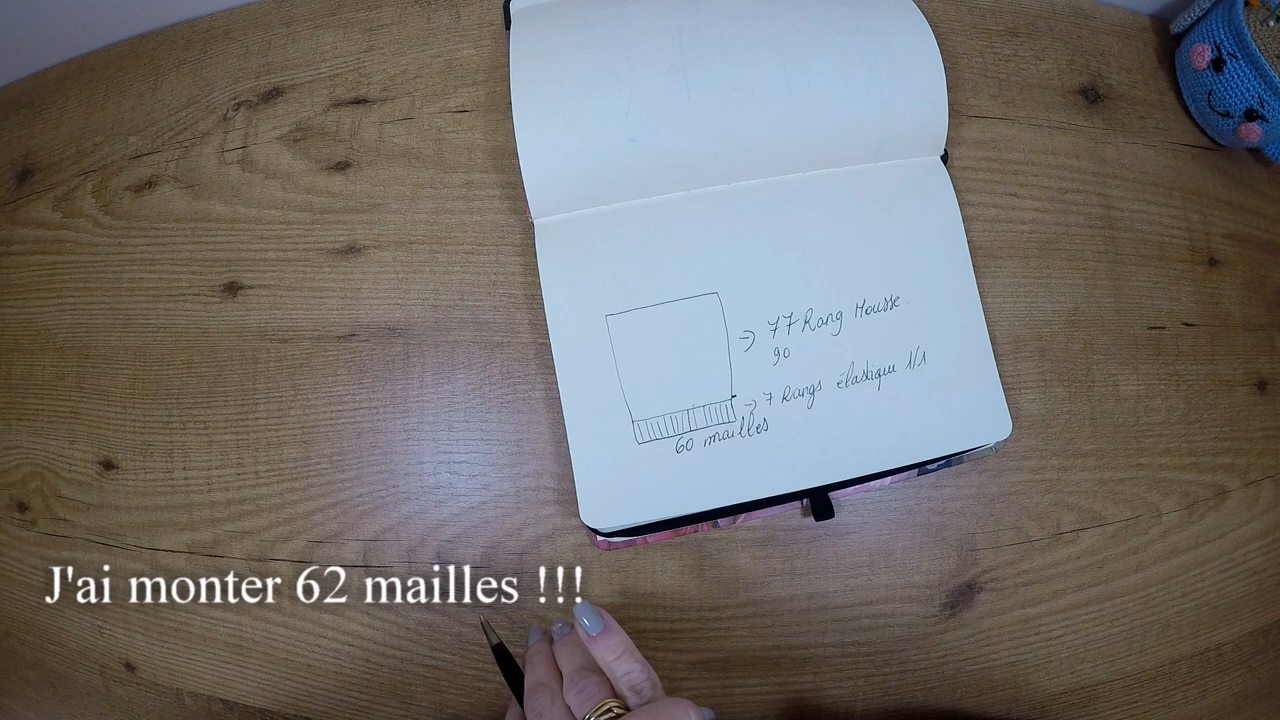 → 77 Rang Mousse
90
→ 7 Rangs élastique 1/1
60 mailles
J'ai monter 62 mailles !!!